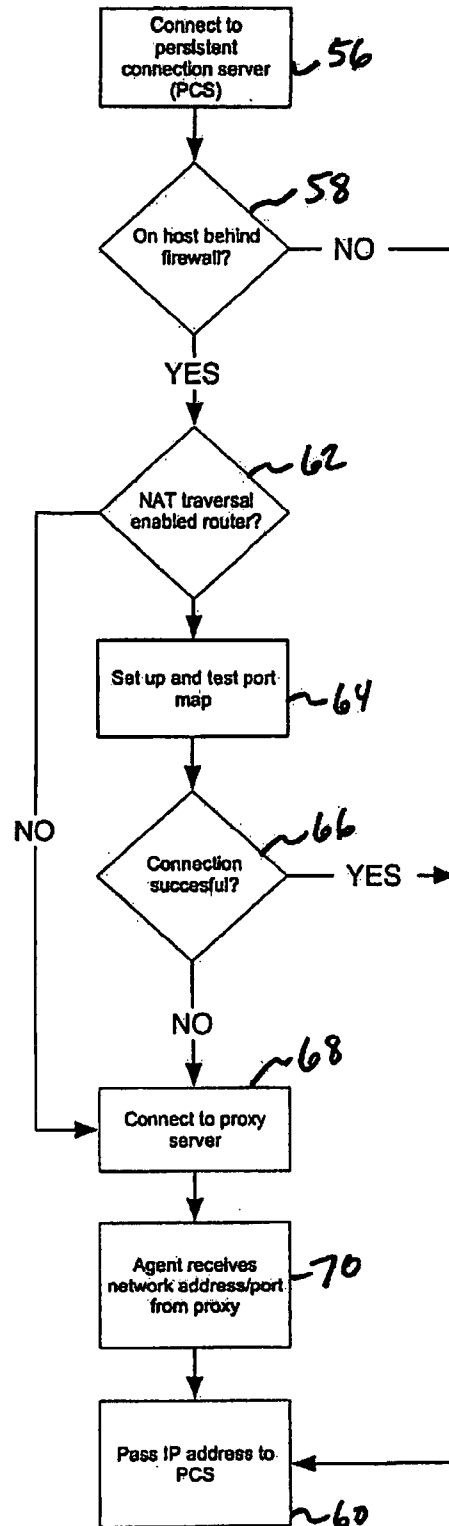 Connect to
persistent
connection server
(PCS)
56
58
On host behind
firewall?
NO
YES
62
NAT traversal
enabled router?
Set up and test port
map
64
NO
66
Connection
succesful?
YES
NO
68
Connect to proxy
server
Agent receives
network address/port
from proxy
70
Pass IP address to
PCS
60